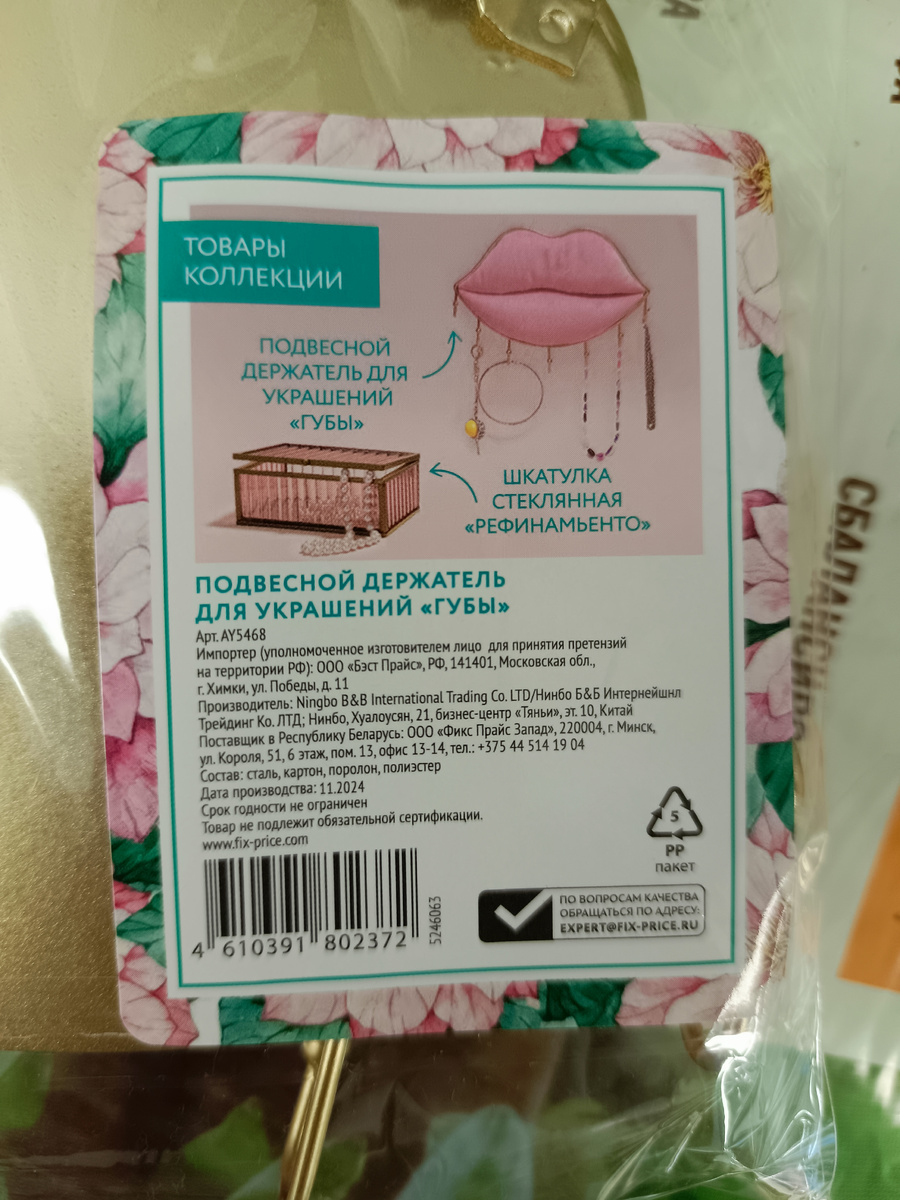 ТОВАРЫ
КОЛЛЕКЦИИ
ПОДВЕСНОЙ
ДЕРЖАТЕЛЬ ДЛЯ
УКРАШЕНИЙ
«ГУБЫ»
ШКАТУЛКА
СТЕКЛЯННАЯ
«РЕФИНАМЬЕНТО»
ПОДВЕСНОЙ ДЕРЖАТЕЛЬ
ДЛЯ УКРАШЕНИЙ «ГУБЫ»
Арт. AY5468
Импортер (уполномоченное изготовителем лицо для принятия претензий
на территории РФ): ООО «Бэст Прайс», РФ, 141401, Московская обл.,
г. Химки, ул. Победы, д. 11
Производитель: Ningbo B&B International Trading Co. LTD/Нинбо Б&Б Интернейшнл
Трейдинг Ко. ЛТД; Нинбо, Хуалоусян, 21, бизнес-центр «Тяньи», эт. 10, Китай
Поставщик в Республику Беларусь: ООО «Фикс Прайс Запад», 220004, г. Минск,
ул. Короля, 51, 6 этаж, пом. 13, офис 13-14, тел.: +375 44 514 19 04
Состав: сталь, картон, поролон, полиэстер
Дата производства: 11.2024
Срок годности не ограничен
Товар не подлежит обязательной сертификации.
www.fix-price.com
4 610391 802372
5246063
5
PP
пакет
ПО ВОПРОСАМ КАЧЕСТВА
ОБРАЩАТЬСЯ ПО АДРЕСУ:
EXPERT@FIX-PRICE.RU